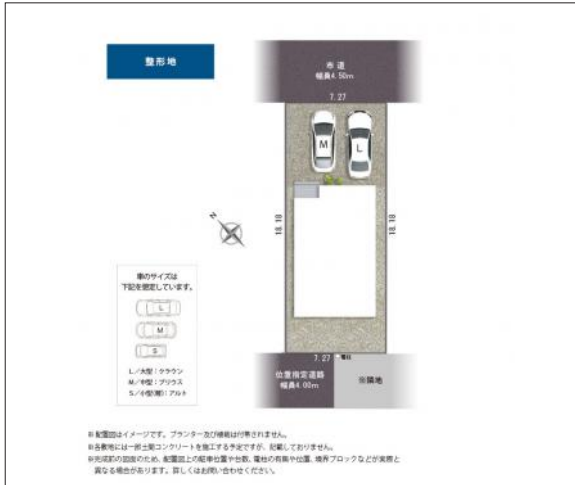 整形地
市道
幅員4.50m
7.27
M
L
18.18
18.18
N
車のサイズは
下記を想定しています。
L
M
S
L／大型：クラウン
M／中型：プリウス
S／小型(軽)：アルト
7.27
電柱
位置指定道路
幅員4.00m
※隣地
※配置図はイメージです。プランター及び植栽は付帯されません。
※各敷地には一部土間コンクリートを施工する予定ですが、記載しておりません。
※完成前の図面のため、配置図上の駐車位置や台数、電柱の有無や位置、境界ブロックなどが実際と
異なる場合があります。詳しくはお問い合わせください。